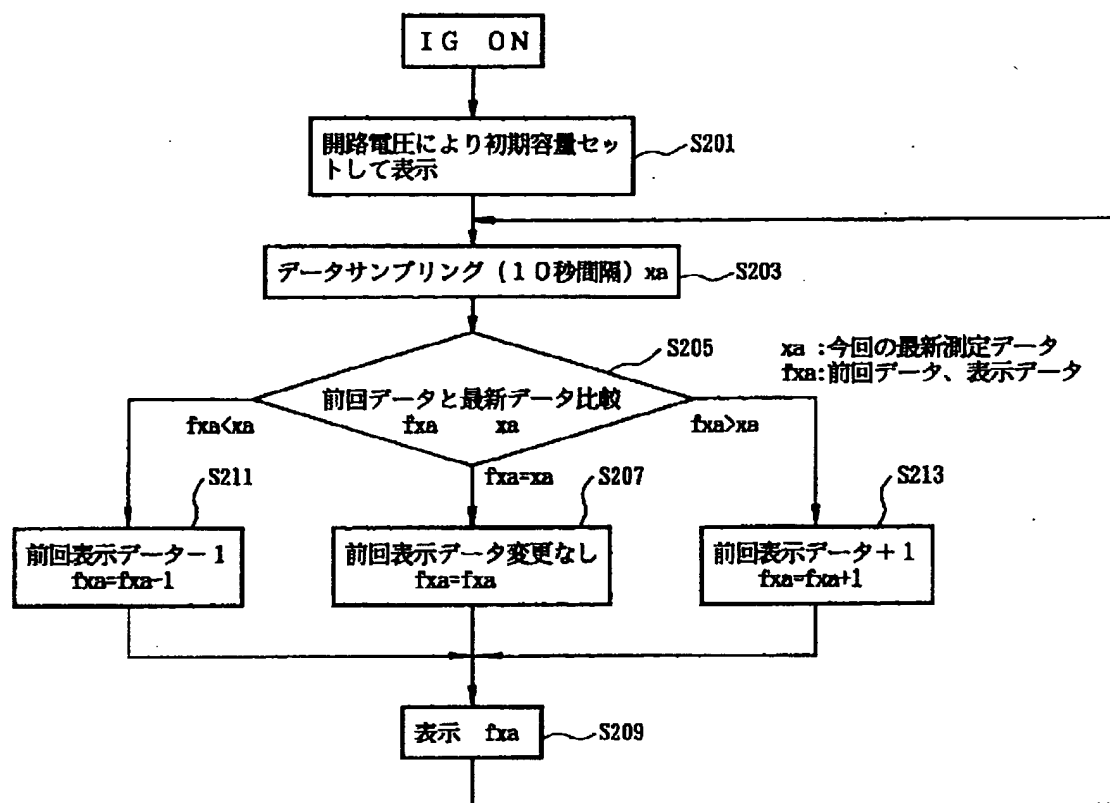 IG ON
開路電圧により初期容量セッ
トして表示
S201
データサンプリング（１０秒間隔）xa
S203
S205
xa :今回の最新測定データ
fxa:前回データ、表示データ
前回データと最新データ比較
fxa xa
fxa<xa
fxa>xa
fxa=xa
S211
S207
S213
前回表示データ－１
fxa=fxa-1
前回表示データ変更なし
fxa=fxa
前回表示データ＋１
fxa=fxa+1
表示 fxa
S209